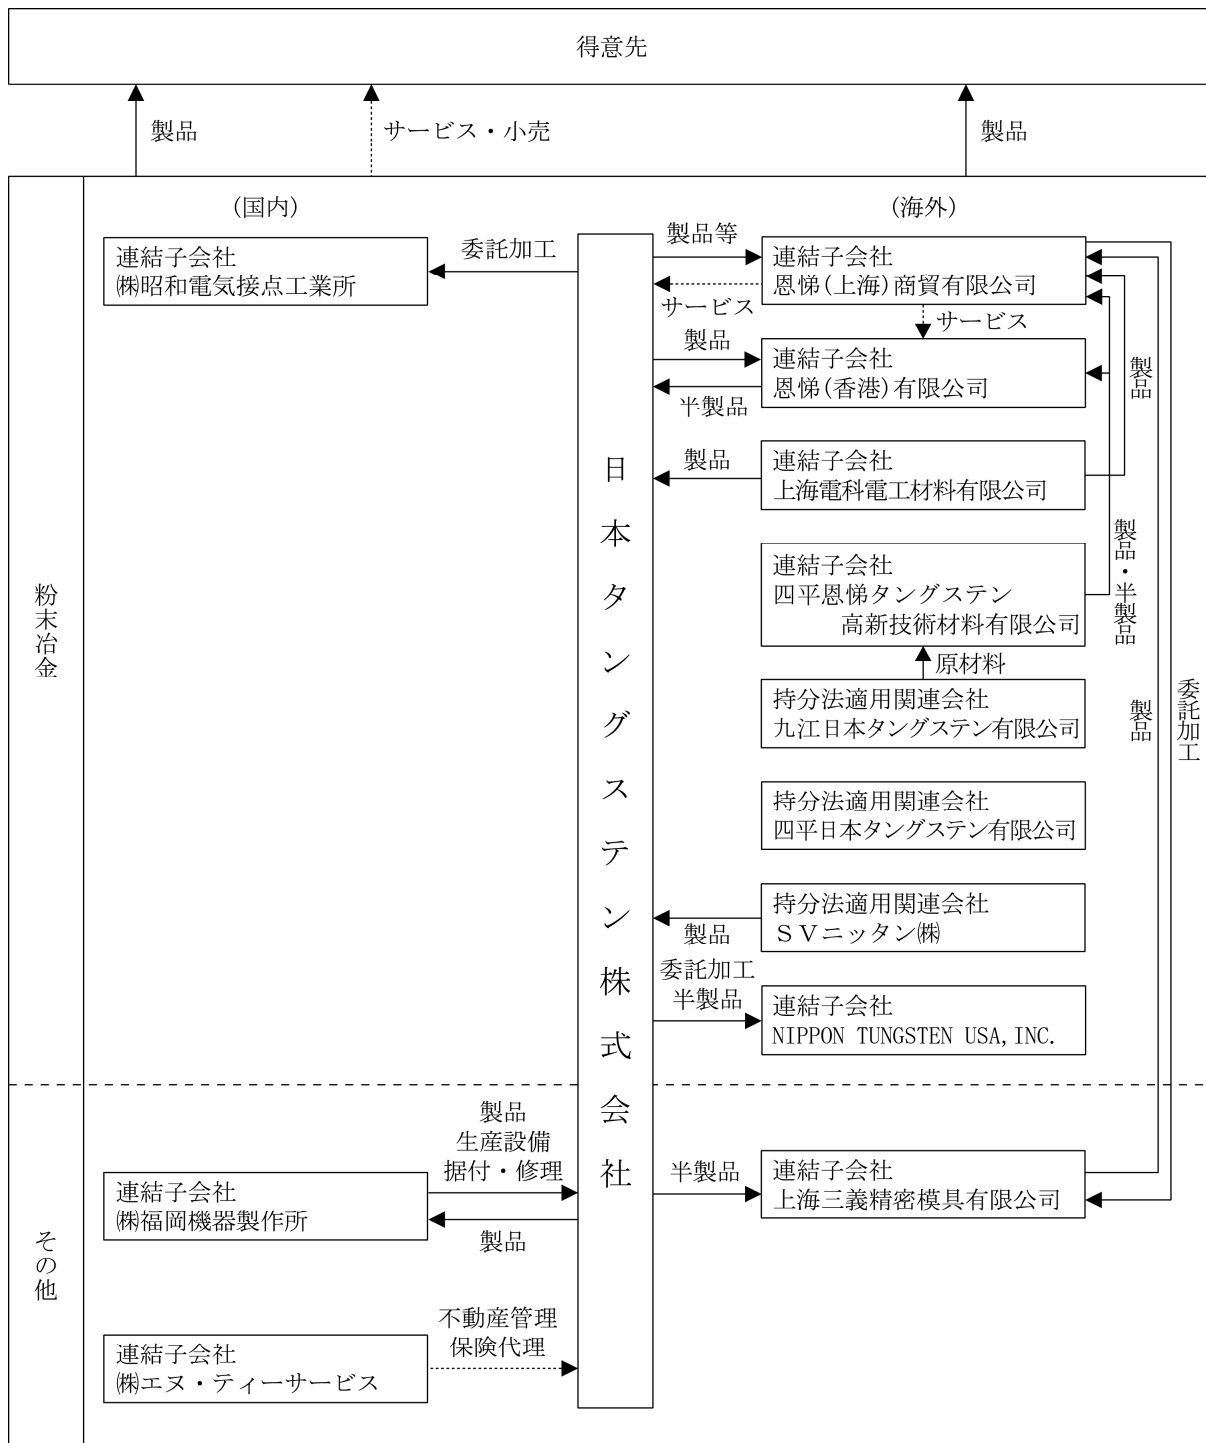 得意先
製品
サービス・小売
製品
粉末冶金
(国内)
(海外)
連結子会社
㈱昭和電気接点工業所
委託加工
日本タングステン株式会社
製品等
サービス
連結子会社
恩悌(上海)商貿有限公司
サービス
製品
半製品
連結子会社
恩悌(香港)有限公司
製品
製品
連結子会社
上海電科電工材料有限公司
連結子会社
四平恩悌タングステン
高新技術材料有限公司
製品・半製品
原材料
持分法適用関連会社
九江日本タングステン有限公司
製品
委託加工
持分法適用関連会社
四平日本タングステン有限公司
持分法適用関連会社
SVニッタン㈱
製品
委託加工
半製品
連結子会社
NIPPON TUNGSTEN USA,INC.
その他
製品
生産設備
据付・修理
連結子会社
㈱福岡機器製作所
製品
半製品
連結子会社
上海三義精密模具有限公司
不動産管理
保険代理
連結子会社
㈱エヌ・ティーサービス